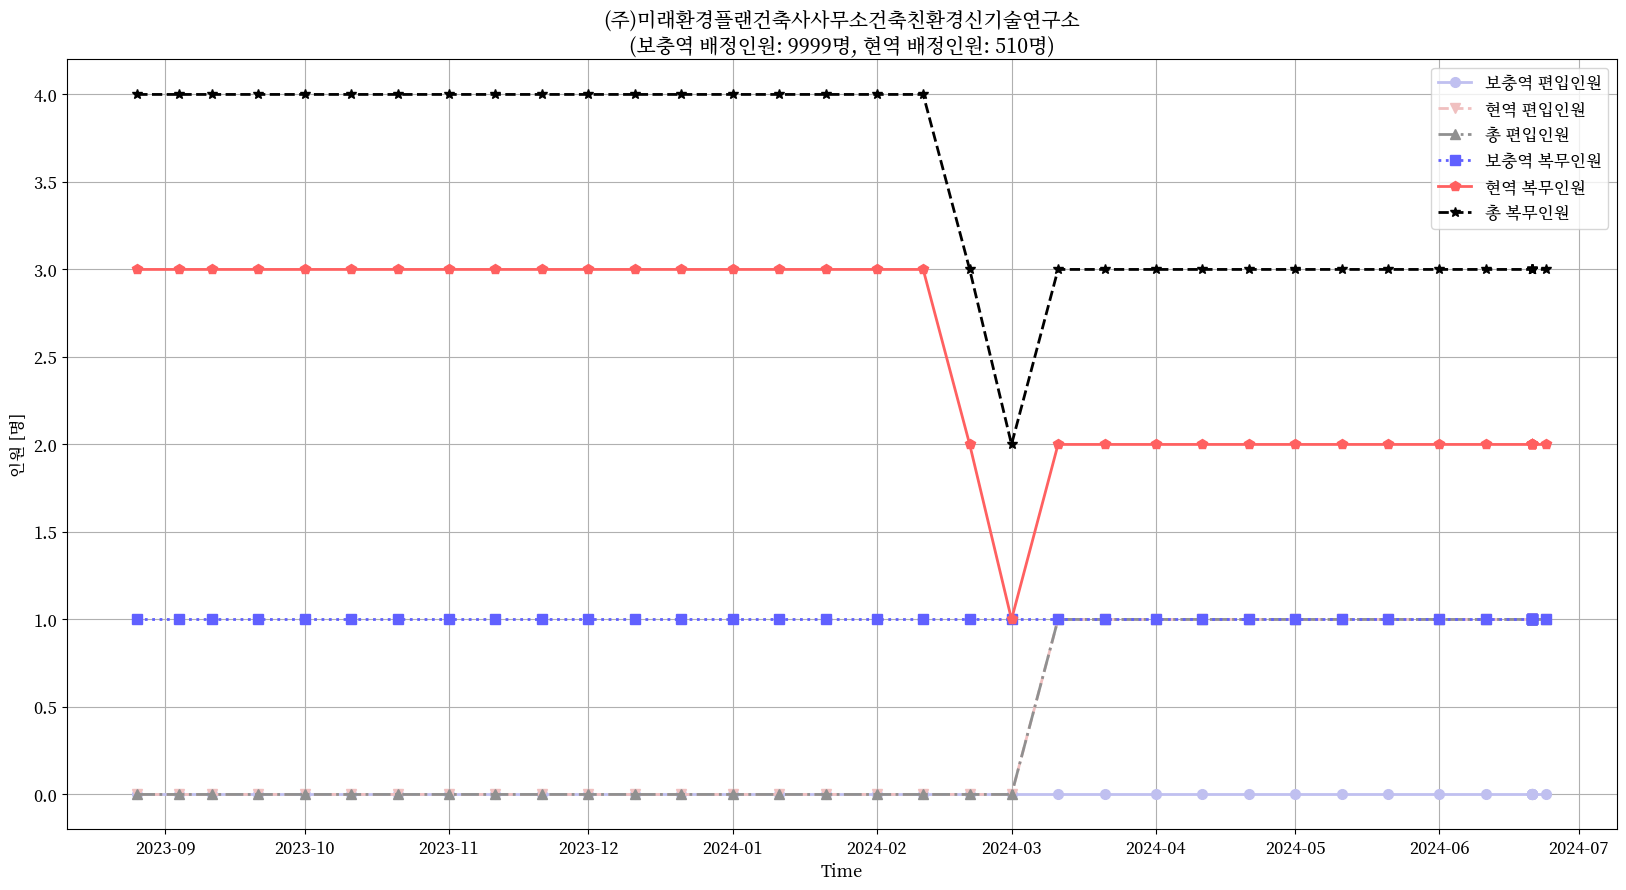 (주)미래환경플랜건축사사무소건축친환경신기술연구소
(보충역 배정인원: 9999명, 현역 배정인원: 510명)
보충역 편입인원
현역 편입인원
총 편입인원
보충역 복무인원
현역 복무인원
총 복무인원
인원 [명]
4.0
3.5
3.0
2.5
2.0
1.5
1.0
0.5
0.0
2023-09 2023-10 2023-11 2023-12 2024-01 2024-02 2024-03 2024-04 2024-05 2024-06 2024-07
Time